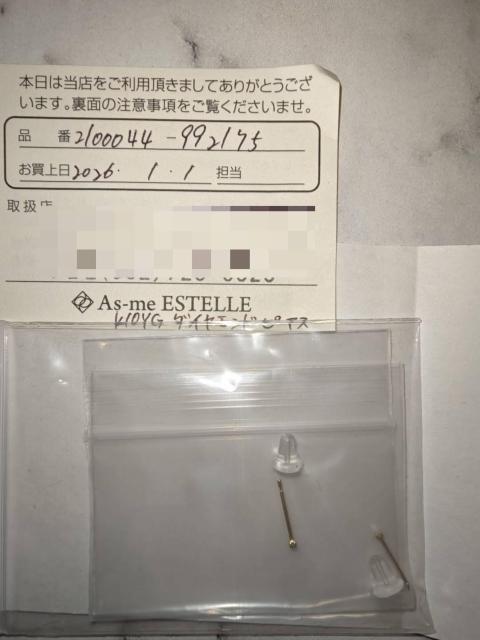 本日は当店をご利用頂きましてありがとうござ
います。裏面の注意事項をご覧くださいませ。
品 番 2100044-992175
お買上日 2026. 1. 1 担当
取扱店
As-me ESTELLE
K10YG ダイヤモンドピアス